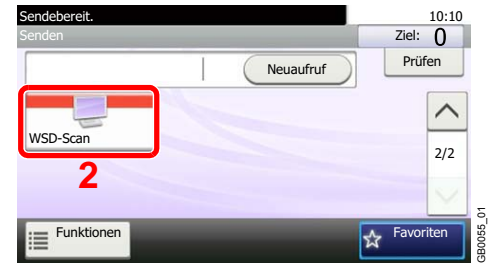 Sendebereit. 10:10
Senden Ziel: 0
Neuaufruf Prüfen
WSD-Scan
2
2/2
Funktionen Favoriten
GB0055_01